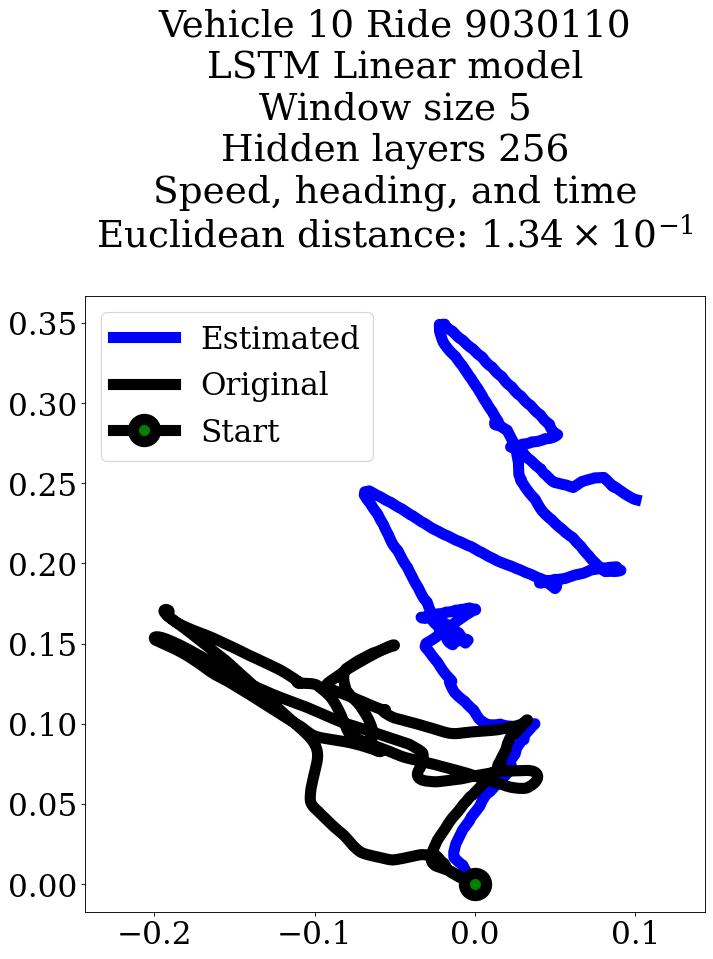 Vehicle 10 Ride 9030110
LSTM Linear model
Window size 5
Hidden layers 256
Speed, heading, and time
Euclidean distance: 1.34 × 10⁻¹
Estimated
Original
Start
0.35
0.30
0.25
0.20
0.15
0.10
0.05
0.00
−0.2 −0.1 0.0 0.1